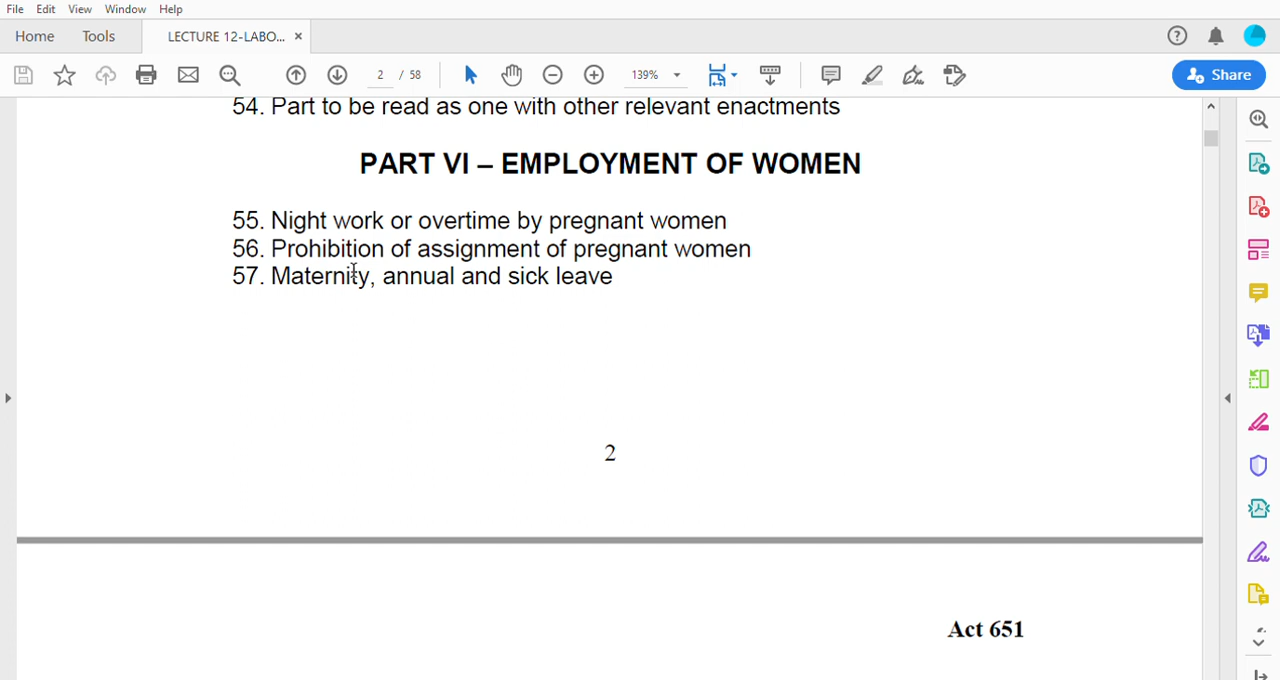 File Edit View Window Help
Home Tools LECTURE 12-LABO... ×
2 / 58 139% Share
54. Part to be read as one with other relevant enactments
PART VI – EMPLOYMENT OF WOMEN
55. Night work or overtime by pregnant women
56. Prohibition of assignment of pregnant women
57. Maternity, annual and sick leave
2
Act 651